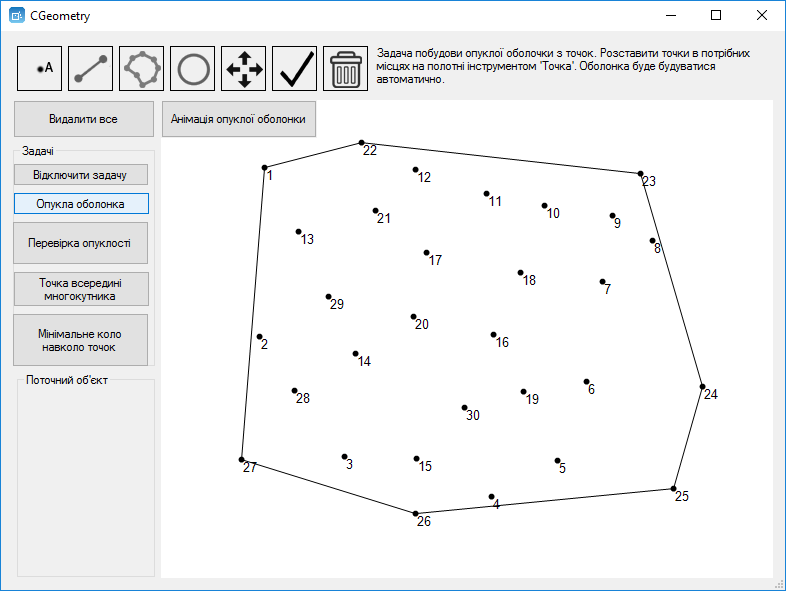 CGeometry
A
Задача побудови опуклої оболочки з точок. Розставити точки в потрібних
місцях на полотні інструментом 'Точка'. Оболонка буде будуватися
автоматично.
Видалити все
Анімація опуклої оболонки
Задачі
Відключити задачу
Опукла оболонка
Перевірка опуклості
Точка всередині
многокутника
Мінімальне коло
навколо точок
Поточний об'єкт
22
1
12
23
11
10
21
9
13
8
17
18
7
29
20
2
16
14
6
28
24
19
30
3
15
5
27
25
4
26